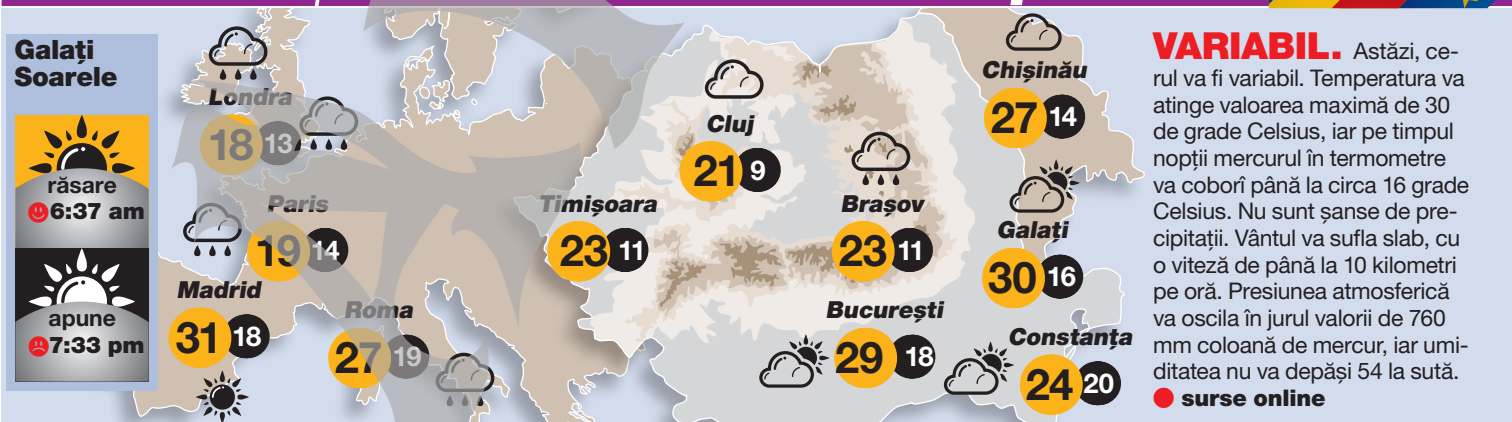 Galați
Soarele
răsare
6:37 am
apune
7:33 pm
Londra
18 13
Paris
19 14
Madrid
31 18
Roma
27 19
Timișoara
23 11
Cluj
21 9
Brașov
23 11
București
29 18
Chișinău
27 14
Galați
30 16
Constanța
24 20
VARIABIL. Astăzi, ce-
rul va fi variabil. Temperatura va
atinge valoarea maximă de 30
de grade Celsius, iar pe timpul
nopții mercurul în termometre
va coborî până la circa 16 grade
Celsius. Nu sunt șanse de pre-
cipitații. Vântul va sufla slab, cu
o viteză de până la 10 kilometri
pe oră. Presiunea atmosferică
va oscila în jurul valorii de 760
mm coloană de mercur, iar umi-
ditatea nu va depăși 54 la sută.
surse online